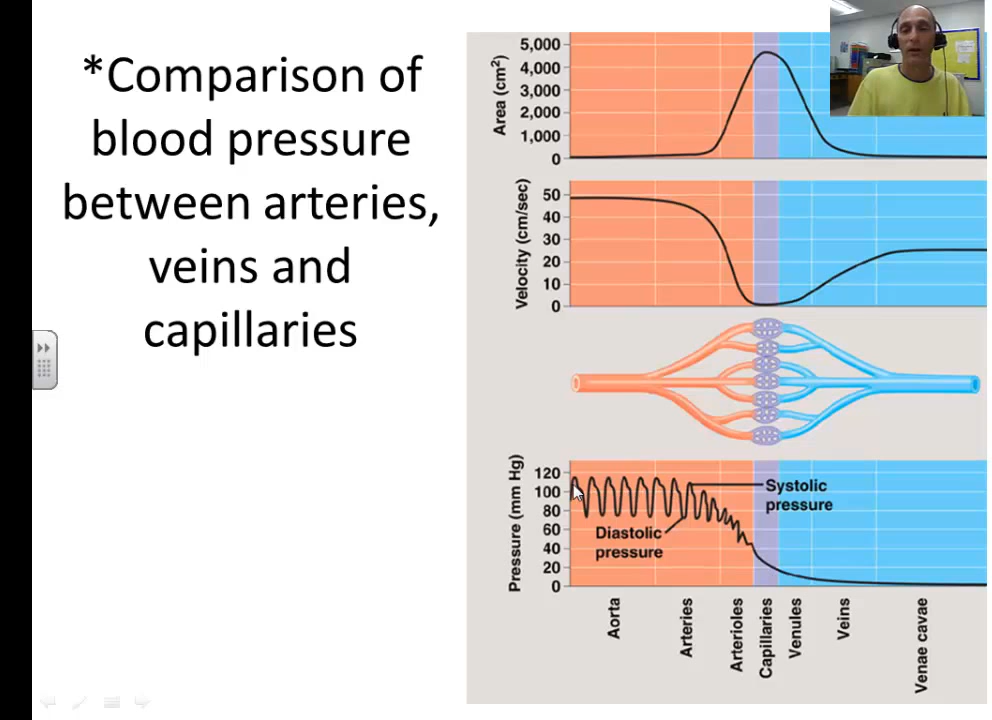 *Comparison of
blood pressure
between arteries,
veins and
capillaries
Area (cm²)
5,000
4,000
3,000
2,000
1,000
0
Velocity (cm/sec)
50
40
30
20
10
0
Pressure (mm Hg)
120
100
80
60
40
20
0
Systolic
pressure
Diastolic
pressure
Aorta
Arteries
Arterioles
Capillaries
Venules
Veins
Venae cavae